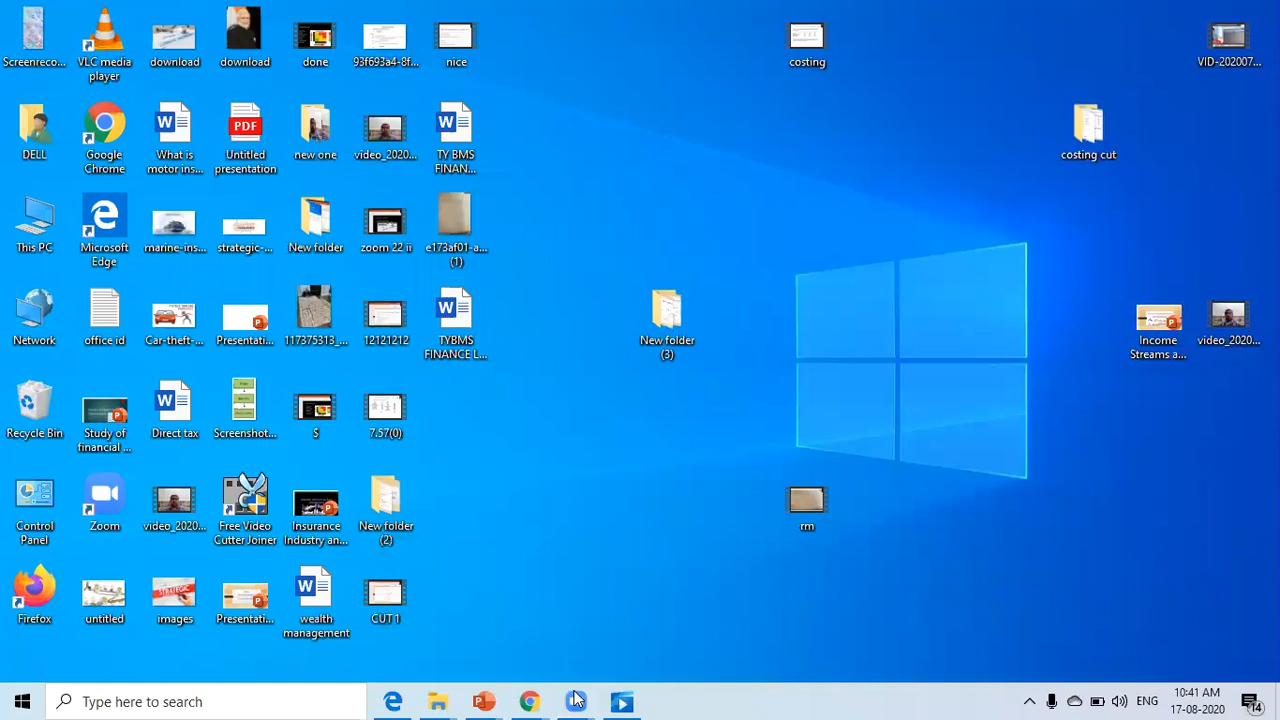 Screenreco...
VLC media
player
download
download
done
93f693a4-8f...
nice
costing
VID-202007...
DELL
Google
Chrome
What is
motor ins...
PDF
Untitled
presentation
new one
video_2020...
TY BMS
FINAN...
costing cut
This PC
Microsoft
Edge
marine-ins...
strategic-...
New folder
zoom 22 ii
e173af01-a...
(1)
Network
office id
Car-theft-...
Presentati...
117375313_...
12121212
TYBMS
FINANCE L...
New folder
(3)
Income
Streams a...
video_2020...
Recycle Bin
Study of
financial ...
Direct tax
Screenshot...
$
7.57(0)
Control
Panel
Zoom
video_2020...
Free Video
Cutter Joiner
Insurance
Industry an...
New folder
(2)
rm
Firefox
untitled
STRATEGIC
images
Presentati...
wealth
management
CUT 1
Type here to search
ENG
10:41 AM
17-08-2020
14